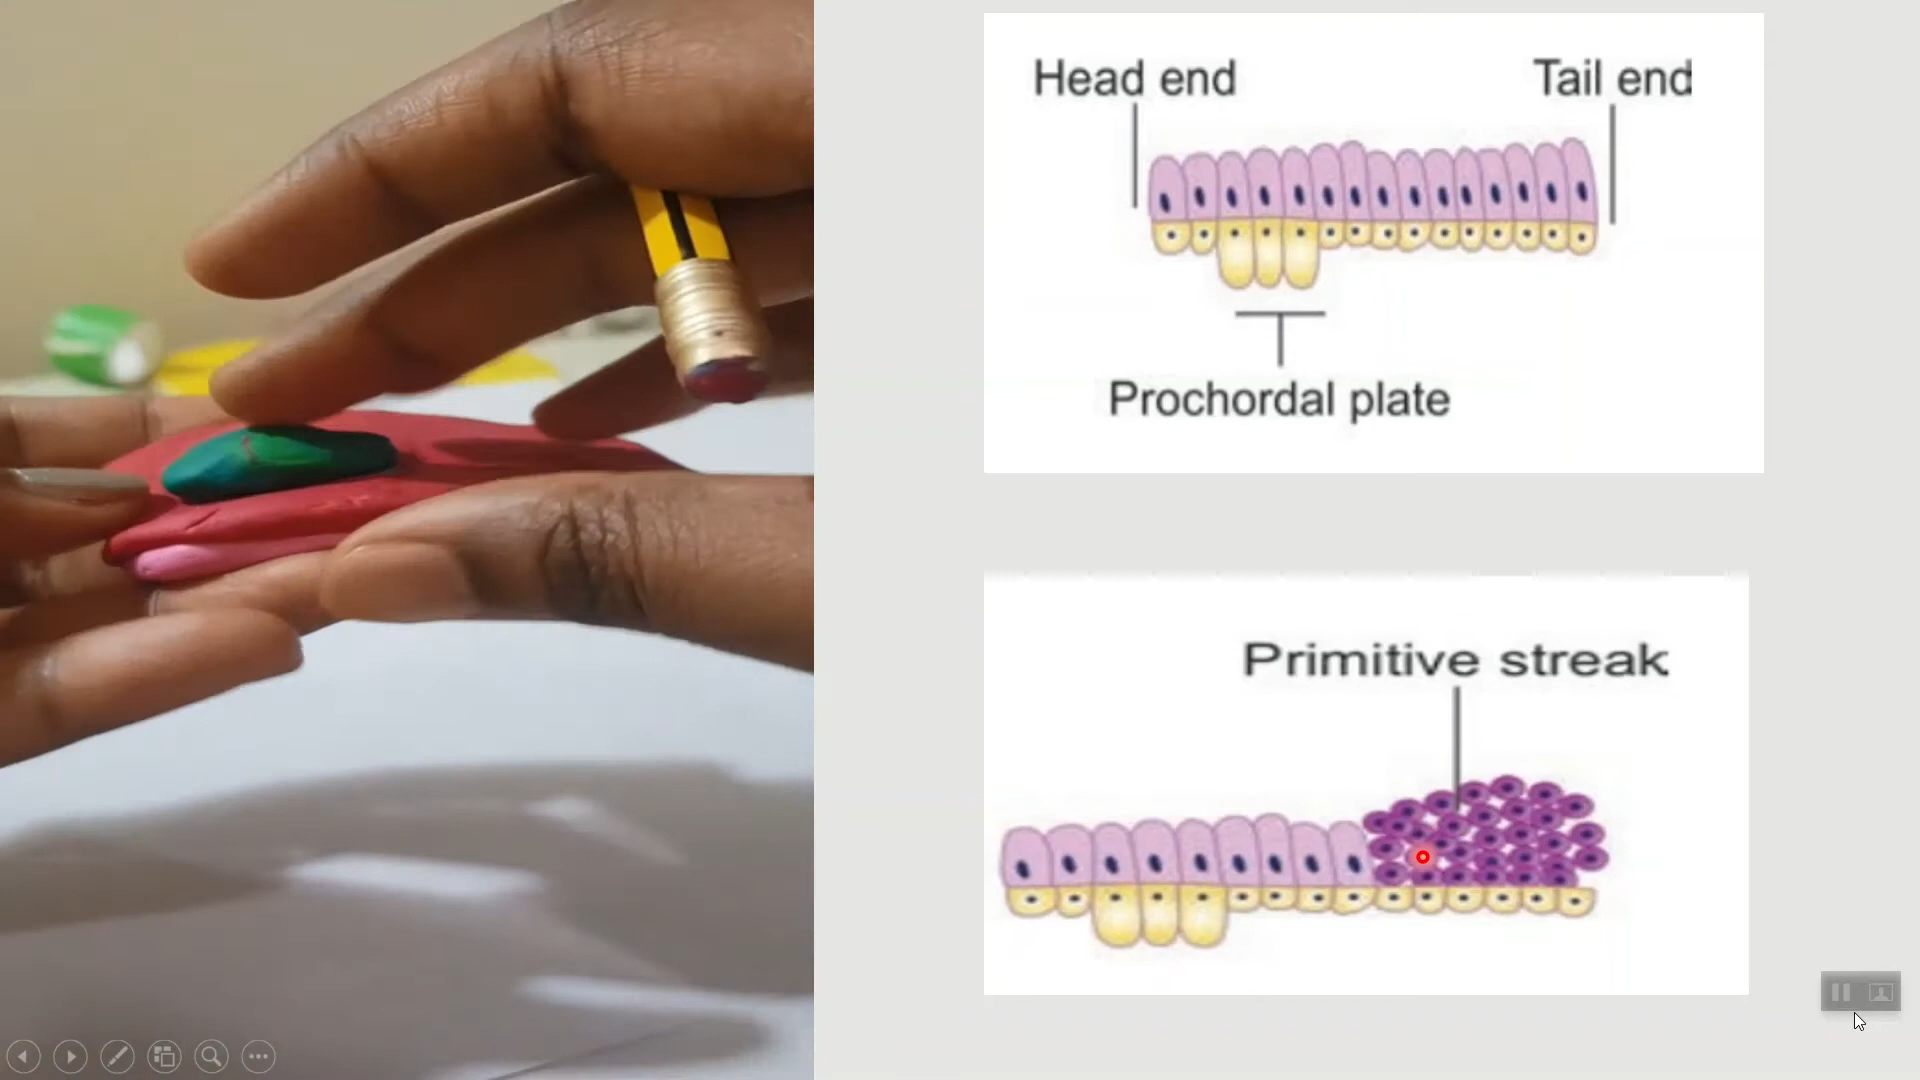 Head end
Tail end
Prochordal plate
Primitive streak